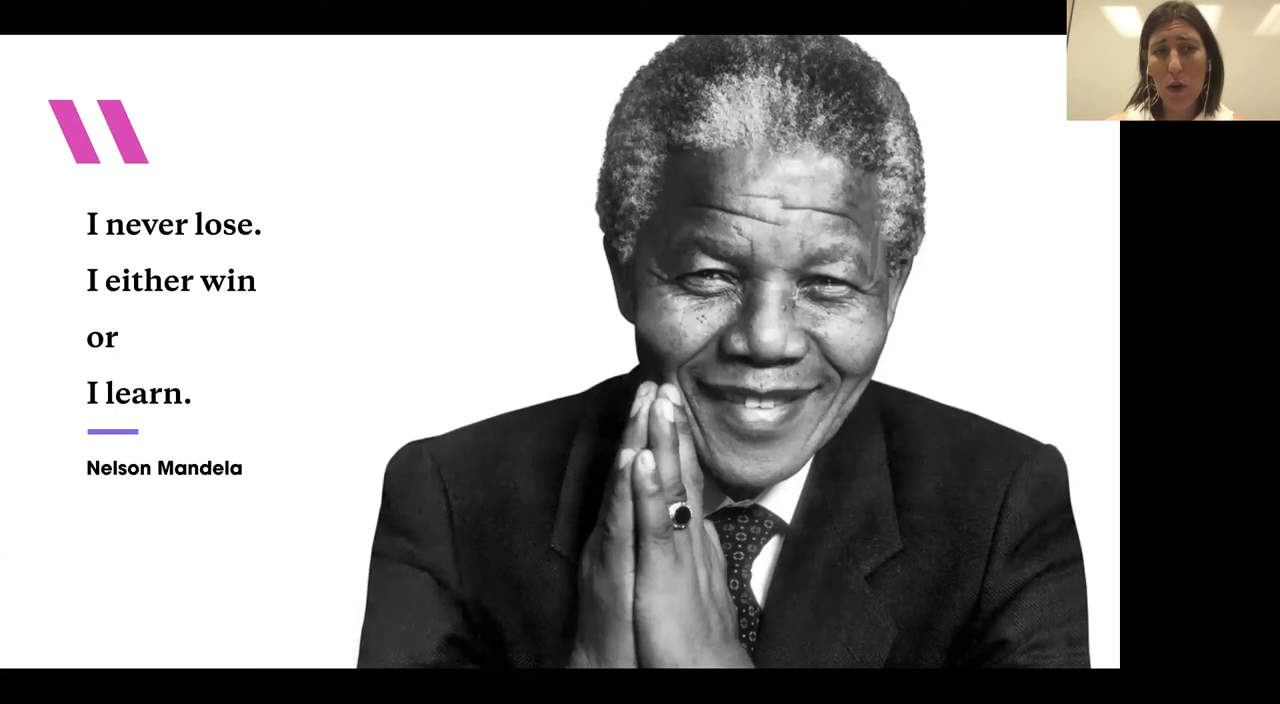 I never lose.
I either win
or
I learn.
Nelson Mandela